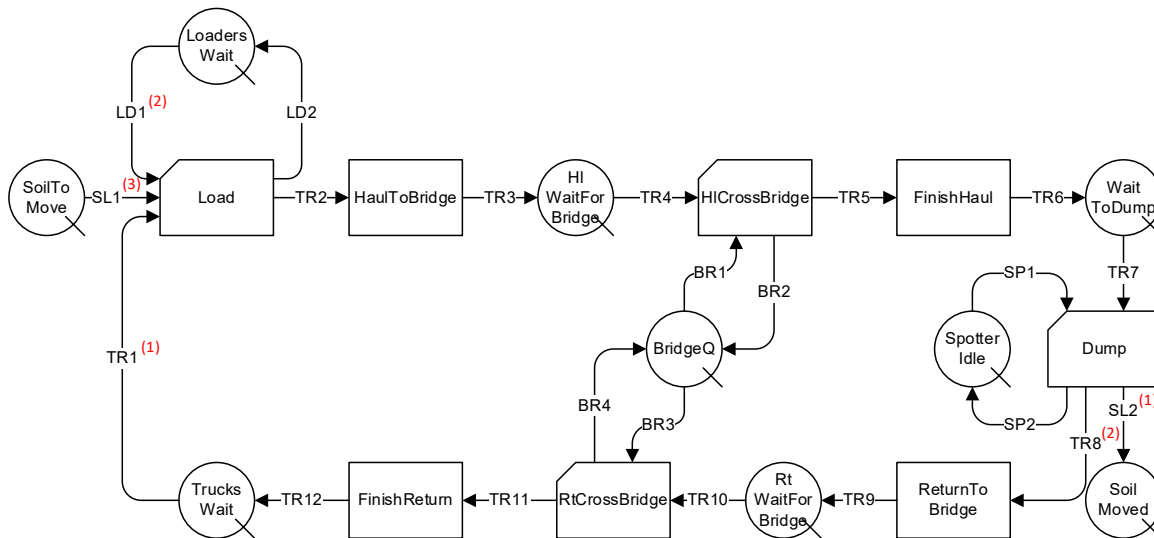 Loaders
Wait
LD1 (2)
LD2
SoilTo
Move
SL1 (3)
Load
TR2
HaulToBridge
TR3
Hl
WaitFor
Bridge
TR4
HlCrossBridge
TR5
FinishHaul
TR6
Wait
ToDump
BR1
BR2
SP1
TR7
TR1 (1)
BridgeQ
Spotter
Idle
Dump
BR4
BR3
SP2
SL2 (1)
TR8 (2)
Trucks
Wait
TR12
FinishReturn
TR11
RtCrossBridge
TR10
Rt
WaitFor
Bridge
TR9
ReturnTo
Bridge
Soil
Moved